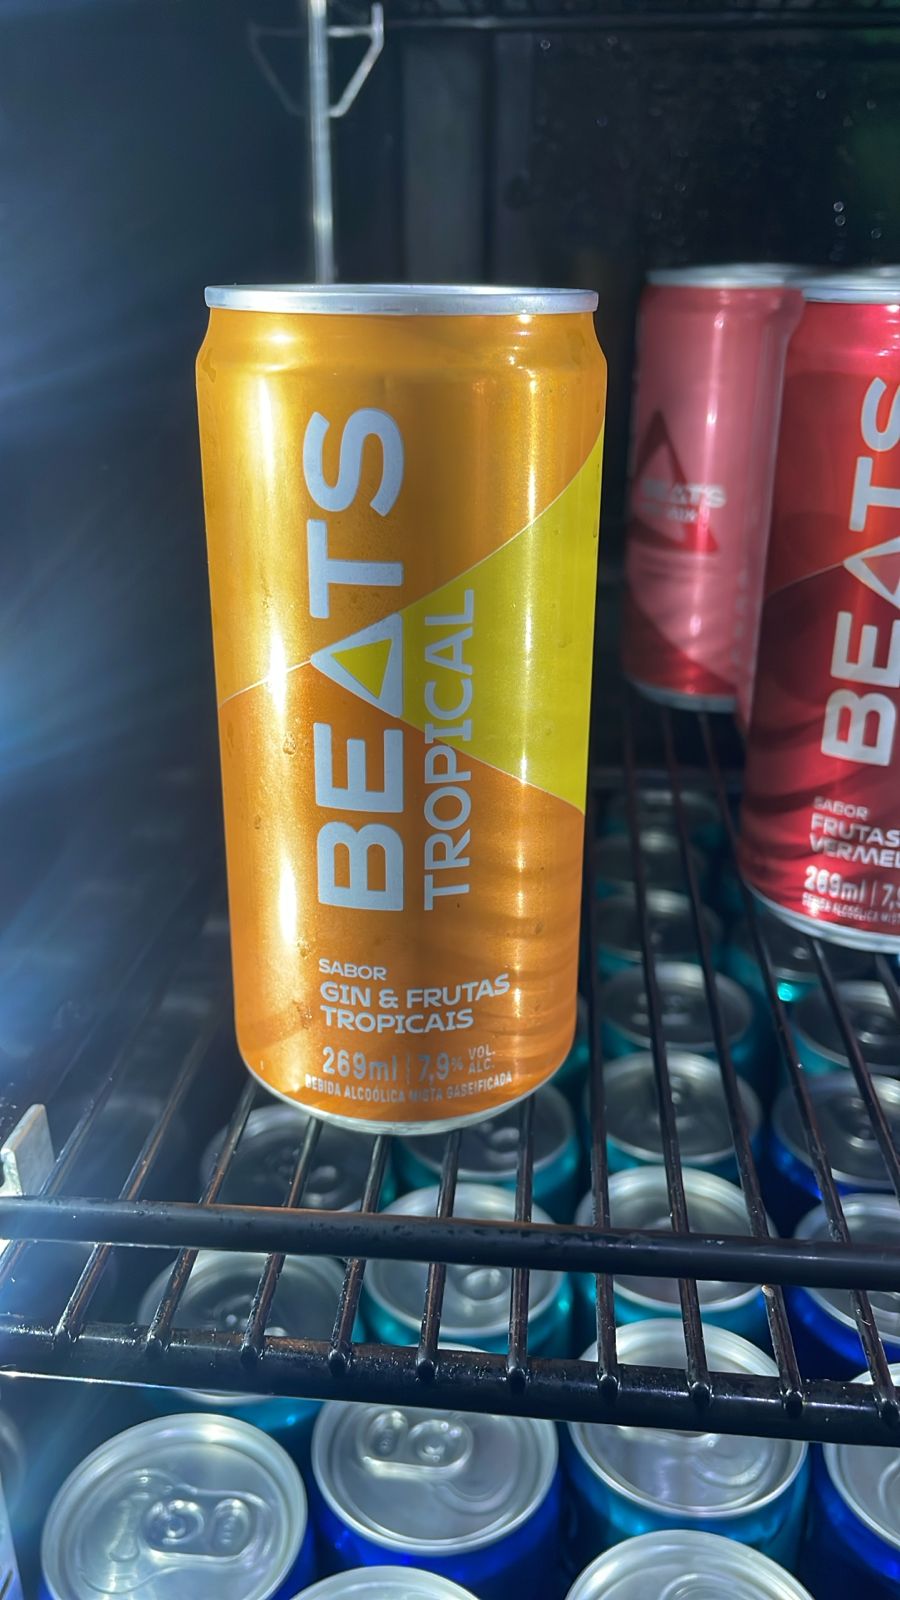 BEATS
TROPICAL
SABOR
GIN & FRUTAS
TROPICAIS
269ml | 7,9% VOL. ALC.
BEBIDA ALCOÓLICA MISTA GASEIFICADA
BEATS
BEATS
SABOR
FRUTAS
269ml